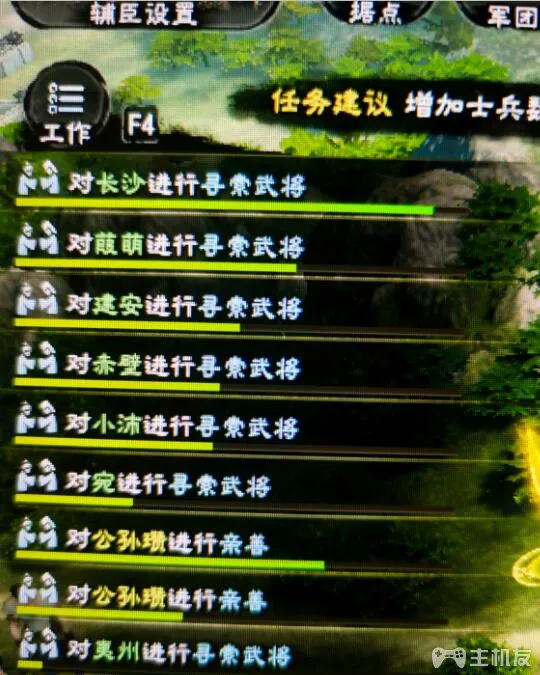 辅臣设置 据点 军团
任务建议 增加士兵数
工作 F4
对长沙进行寻索武将
对葭萌进行寻索武将
对建安进行寻索武将
对赤壁进行寻索武将
对小沛进行寻索武将
对宛进行寻索武将
对公孙瓒进行亲善
对公孙瓒进行亲善
对夷州进行寻索武将
主机友